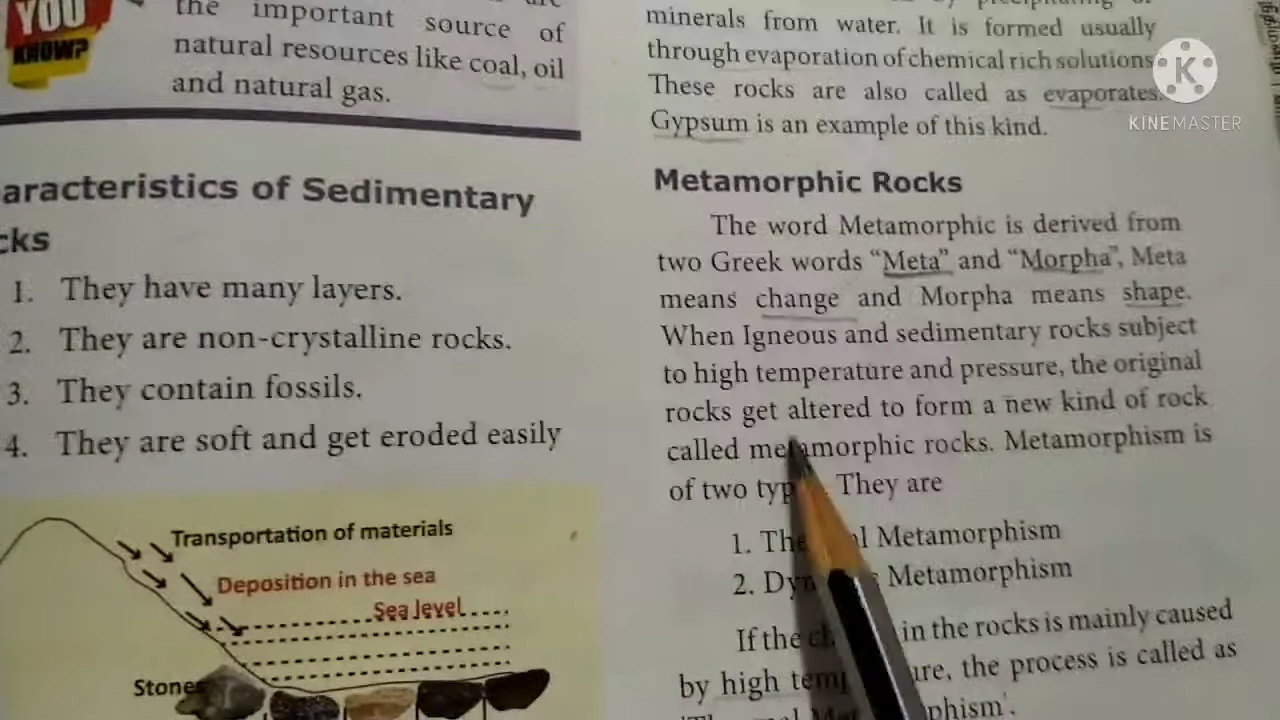 YOU
KNOW?
the important source of
natural resources like coal, oil
and natural gas.
aracteristics of Sedimentary
cks
1. They have many layers.
2. They are non-crystalline rocks.
3. They contain fossils.
4. They are soft and get eroded easily
Transportation of materials
Deposition in the sea
Sea level
Stones
minerals from water. It is formed usually
through evaporation of chemical rich solutions
These rocks are also called as evaporates.
Gypsum is an example of this kind.
KINEMASTER
Metamorphic Rocks
The word Metamorphic is derived from
two Greek words “Meta” and “Morpha”, Meta
means change and Morpha means shape.
When Igneous and sedimentary rocks subject
to high temperature and pressure, the original
rocks get altered to form a new kind of rock
called metamorphic rocks. Metamorphism is
of two typ . They are
1. The al Metamorphism
2. Dyn c Metamorphism
If the ch in the rocks is mainly caused
by high temp ure, the process is called as
phism'.